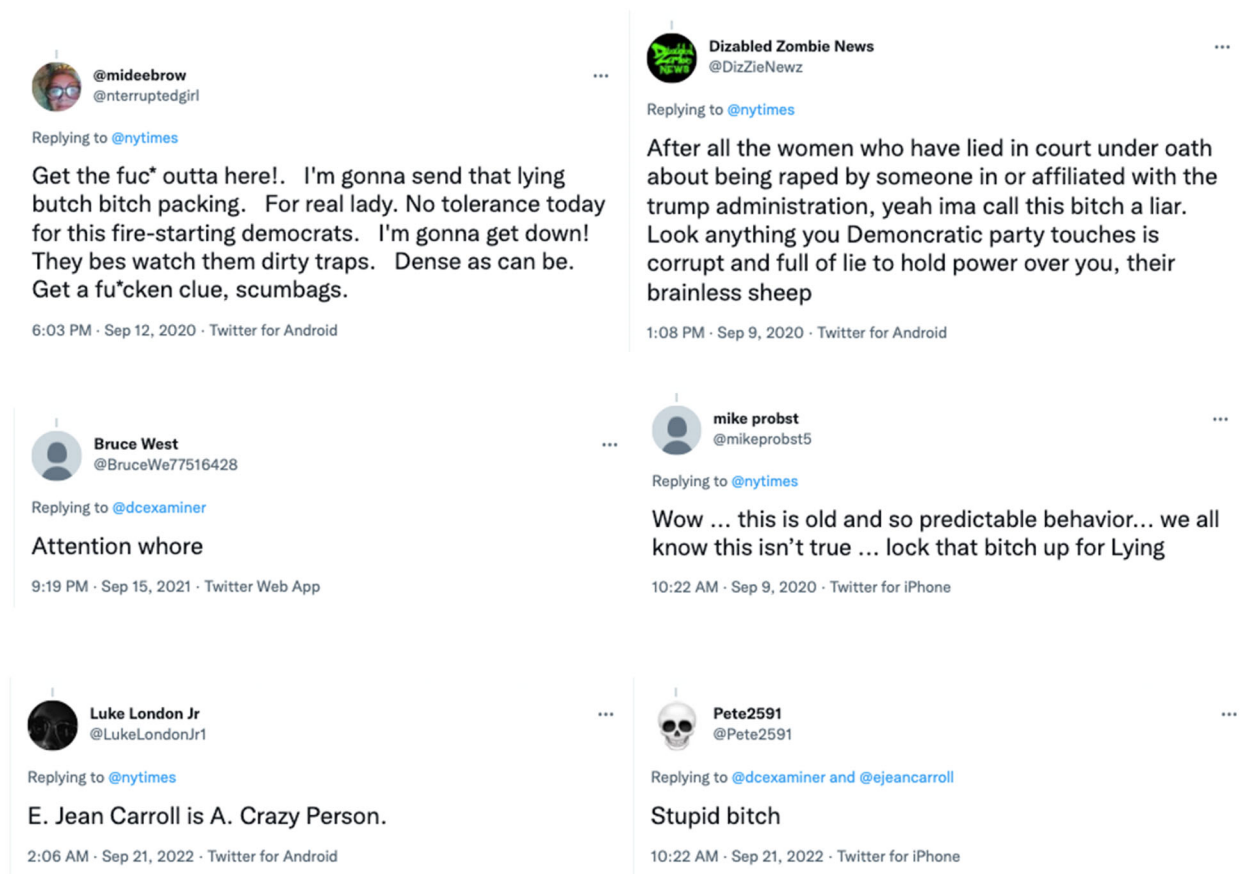 @mideebrow
@nterruptedgirl
Replying to @nytimes
Get the fuc* outta here!. I'm gonna send that lying
butch bitch packing. For real lady. No tolerance today
for this fire-starting democrats. I'm gonna get down!
They bes watch them dirty traps. Dense as can be.
Get a fu*cken clue, scumbags.
6:03 PM · Sep 12, 2020 · Twitter for Android
Dizabled Zombie NEWS
Dizabled Zombie News
@DizZieNewz
Replying to @nytimes
After all the women who have lied in court under oath
about being raped by someone in or affiliated with the
trump administration, yeah ima call this bitch a liar.
Look anything you Demoncratic party touches is
corrupt and full of lie to hold power over you, their
brainless sheep
1:08 PM · Sep 9, 2020 · Twitter for Android
Bruce West
@BruceWe77516428
Replying to @dcexaminer
Attention whore
9:19 PM · Sep 15, 2021 · Twitter Web App
mike probst
@mikeprobst5
Replying to @nytimes
Wow ... this is old and so predictable behavior... we all
know this isn't true ... lock that bitch up for Lying
10:22 AM · Sep 9, 2020 · Twitter for iPhone
Luke London Jr
@LukeLondonJr1
Replying to @nytimes
E. Jean Carroll is A. Crazy Person.
2:06 AM · Sep 21, 2022 · Twitter for Android
Pete2591
@Pete2591
Replying to @dcexaminer and @ejeancarroll
Stupid bitch
10:22 AM · Sep 21, 2022 · Twitter for iPhone